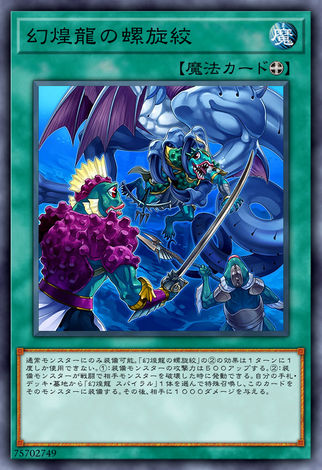 幻煌龍の螺旋絞
魔
【魔法カード】
通常モンスターにのみ装備可能。「幻煌龍の螺旋絞」の②の効果は1ターンに1
度しか使用できない。①:装備モンスターの攻撃力は500アップする。②:装
備モンスターが戦闘で相手モンスターを破壊した時に発動できる。自分の手札・
デッキ・墓地から「幻煌龍 スパイラル」1体を選んで特殊召喚し、このカードを
そのモンスターに装備する。その後、相手に1000ダメージを与える。
75702749